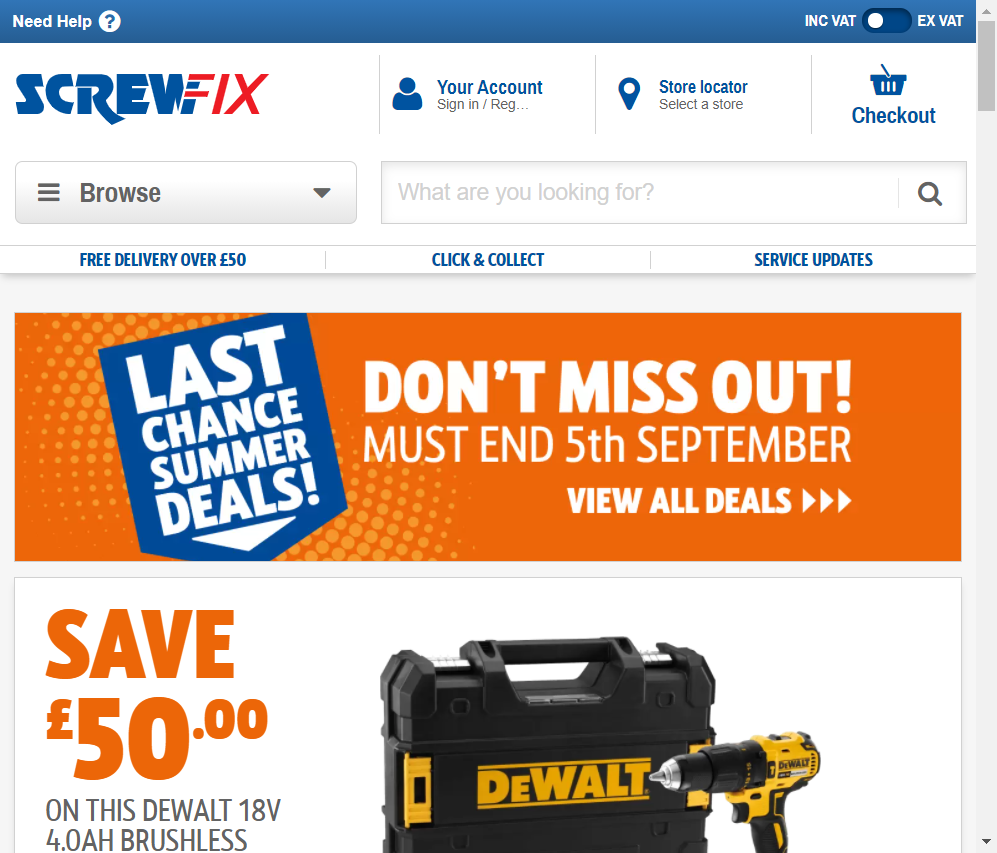 Need Help ?
INC VAT EX VAT
SCREWFIX
Your Account
Sign in / Reg...
Store locator
Select a store
Checkout
Browse
What are you looking for?
FREE DELIVERY OVER £50
CLICK & COLLECT
SERVICE UPDATES
LAST
CHANCE
SUMMER
DEALS!
DON'T MISS OUT!
MUST END 5th SEPTEMBER
VIEW ALL DEALS
SAVE
£50.00
ON THIS DEWALT 18V
4.0AH BRUSHLESS
DEWALT
DEWALT